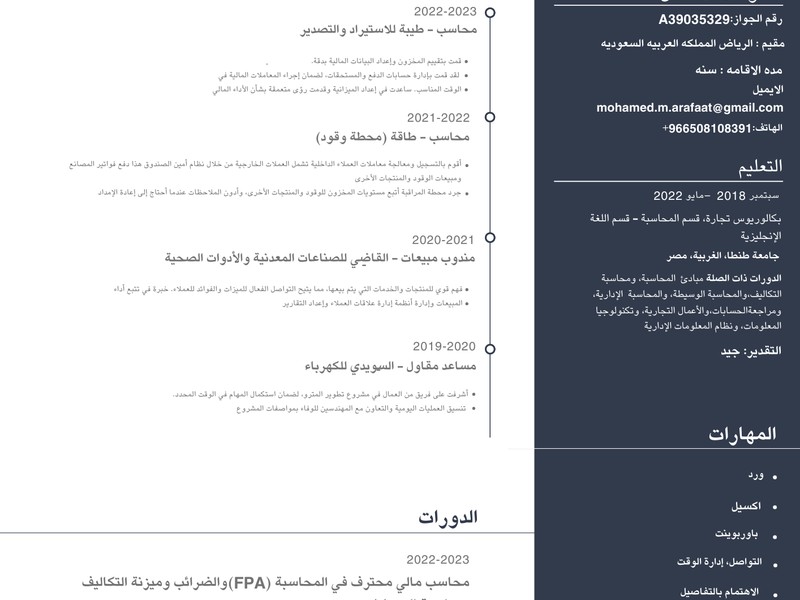 رقم الجواز:A39035329
مقيم : الرياض المملكه العربيه السعوديه
مده الاقامه : سنه
الايميل
mohamed.m.arafaat@gmail.com
الهاتف:966508108391+
التعليم
سبتمبر 2018 –مايو 2022
بكالوريوس تجارة، قسم المحاسبة – قسم اللغة
الإنجليزية
جامعة طنطا، الغربية، مصر
الدورات ذات الصلة مبادئ المحاسبة، ومحاسبة
التكاليف،والمحاسبة الوسيطة، والمحاسبة الإدارية،
ومراجعةالحسابات،والأعمال التجارية، وتكنولوجيا
المعلومات، ونظام المعلومات الإدارية
التقدير: جيد
المهارات
ورد
اكسيل
باوربوينت
التواصل، إدارة الوقت
الاهتمام بالتفاصيل
2022-2023
محاسب – طيبة للاستيراد والتصدير
قمت بتقييم المخزون وإعداد البيانات المالية بدقة.
لقد قمت بإدارة حسابات الدفع والمستحقات، لضمان إجراء المعاملات المالية في
الوقت المناسب. ساعدت في إعداد الميزانية وقدمت رؤى متعمقة بشأن الأداء المالي
2021-2022
محاسب – طاقة (محطة وقود)
أقوم بالتسجيل ومعالجة معاملات العملاء الداخلية تشمل العملات الخارجية من خلال نظام أمين الصندوق هذا دفع فواتير المصانع
ومبيعات الوقود والمنتجات الأخرى
جرد محطة المراقبة أتبع مستويات المخزون للوقود والمنتجات الأخرى، وأدون الملاحظات عندما أحتاج إلى إعادة الإمداد
2020-2021
مندوب مبيعات – القاضي للصناعات المعدنية والأدوات الصحية
فهم قوي للمنتجات والخدمات التي يتم بيعها، مما يتيح التواصل الفعال للميزات والفوائد للعملاء. خبرة في تتبع أداء
المبيعات وإدارة أنظمة إدارة علاقات العملاء وإعداد التقارير
2019-2020
مساعد مقاول – السويدي للكهرباء
أشرفت على فريق من العمال في مشروع تطوير المترو، لضمان استكمال المهام في الوقت المحدد.
تنسيق العمليات اليومية والتعاون مع المهندسين للوفاء بمواصفات المشروع
الدورات
2022-2023
محاسب مالي محترف في المحاسبة (FPA)والضرائب وميزنة التكاليف